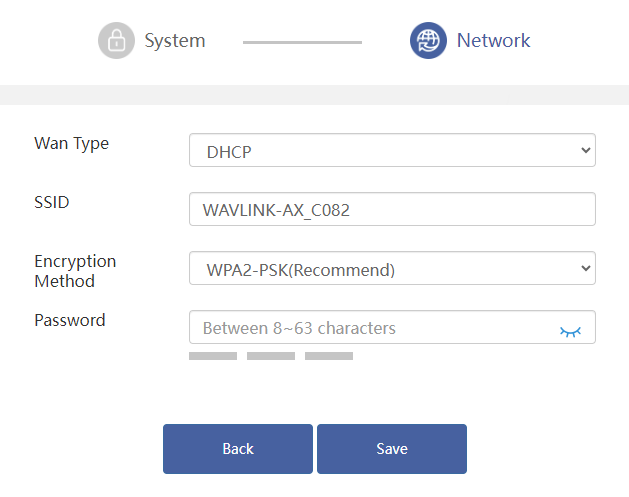 System
Network
Wan Type
DHCP
SSID
WAVLINK-AX_C082
Encryption
Method
WPA2-PSK(Recommend)
Password
Between 8~63 characters
Back
Save